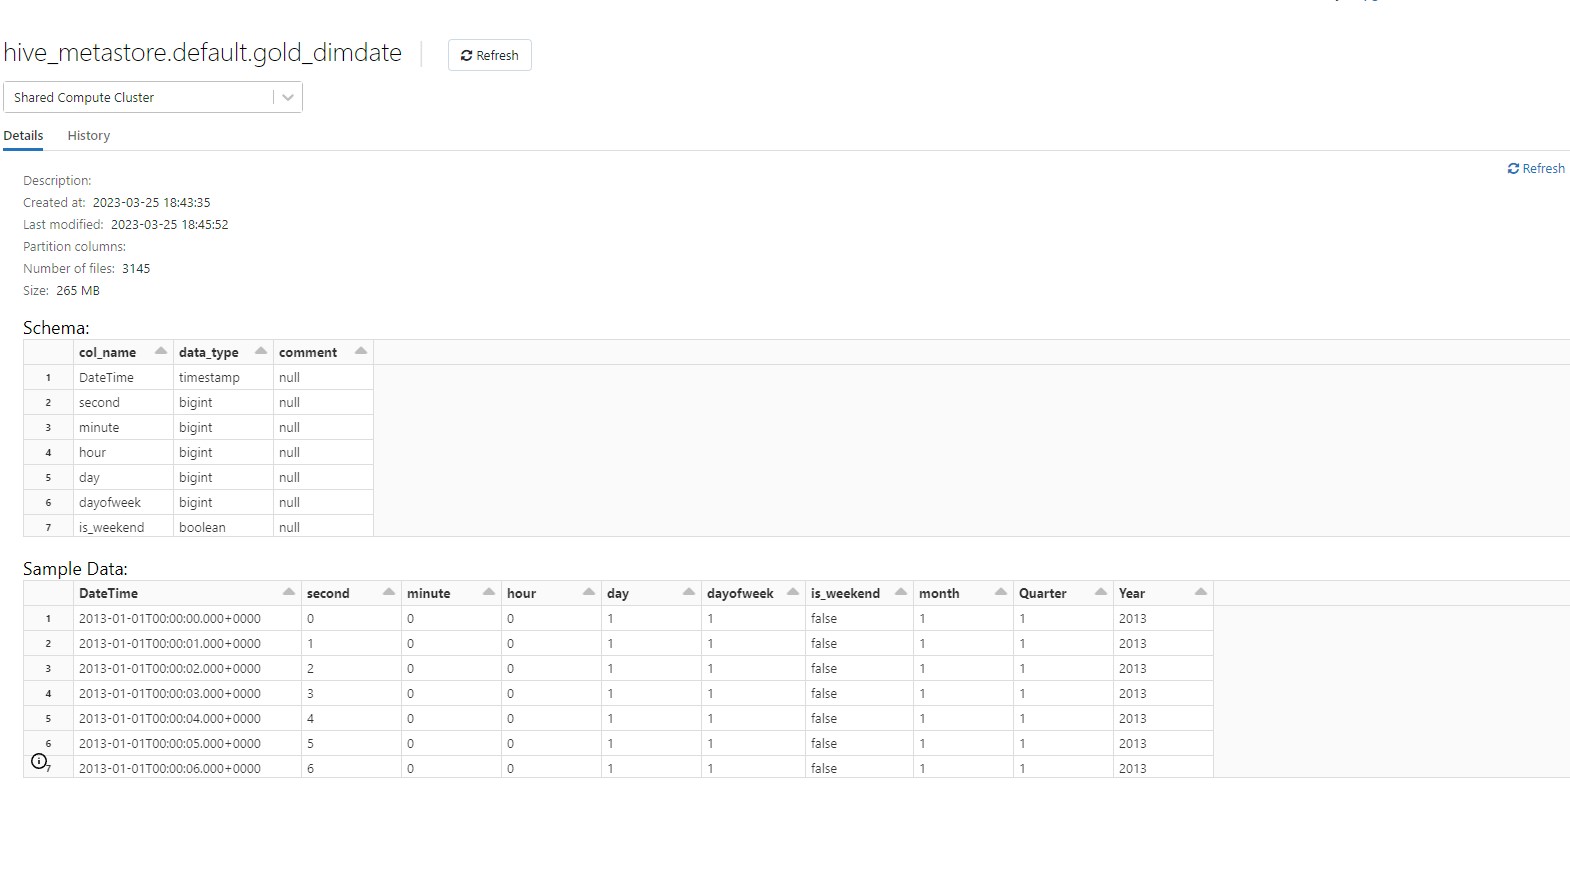 hive_metastore.default.gold_dimdate
Refresh
Shared Compute Cluster
Details History
Refresh
Description:
Created at: 2023-03-25 18:43:35
Last modified: 2023-03-25 18:45:52
Partition columns:
Number of files: 3145
Size: 265 MB
Schema:
col_name data_type comment
1 DateTime timestamp null
2 second bigint null
3 minute bigint null
4 hour bigint null
5 day bigint null
6 dayofweek bigint null
7 is_weekend boolean null
Sample Data:
DateTime second minute hour day dayofweek is_weekend month Quarter Year
1 2013-01-01T00:00:00.000+0000 0 0 0 1 1 false 1 1 2013
2 2013-01-01T00:00:01.000+0000 1 0 0 1 1 false 1 1 2013
3 2013-01-01T00:00:02.000+0000 2 0 0 1 1 false 1 1 2013
4 2013-01-01T00:00:03.000+0000 3 0 0 1 1 false 1 1 2013
5 2013-01-01T00:00:04.000+0000 4 0 0 1 1 false 1 1 2013
6 2013-01-01T00:00:05.000+0000 5 0 0 1 1 false 1 1 2013
7 2013-01-01T00:00:06.000+0000 6 0 0 1 1 false 1 1 2013